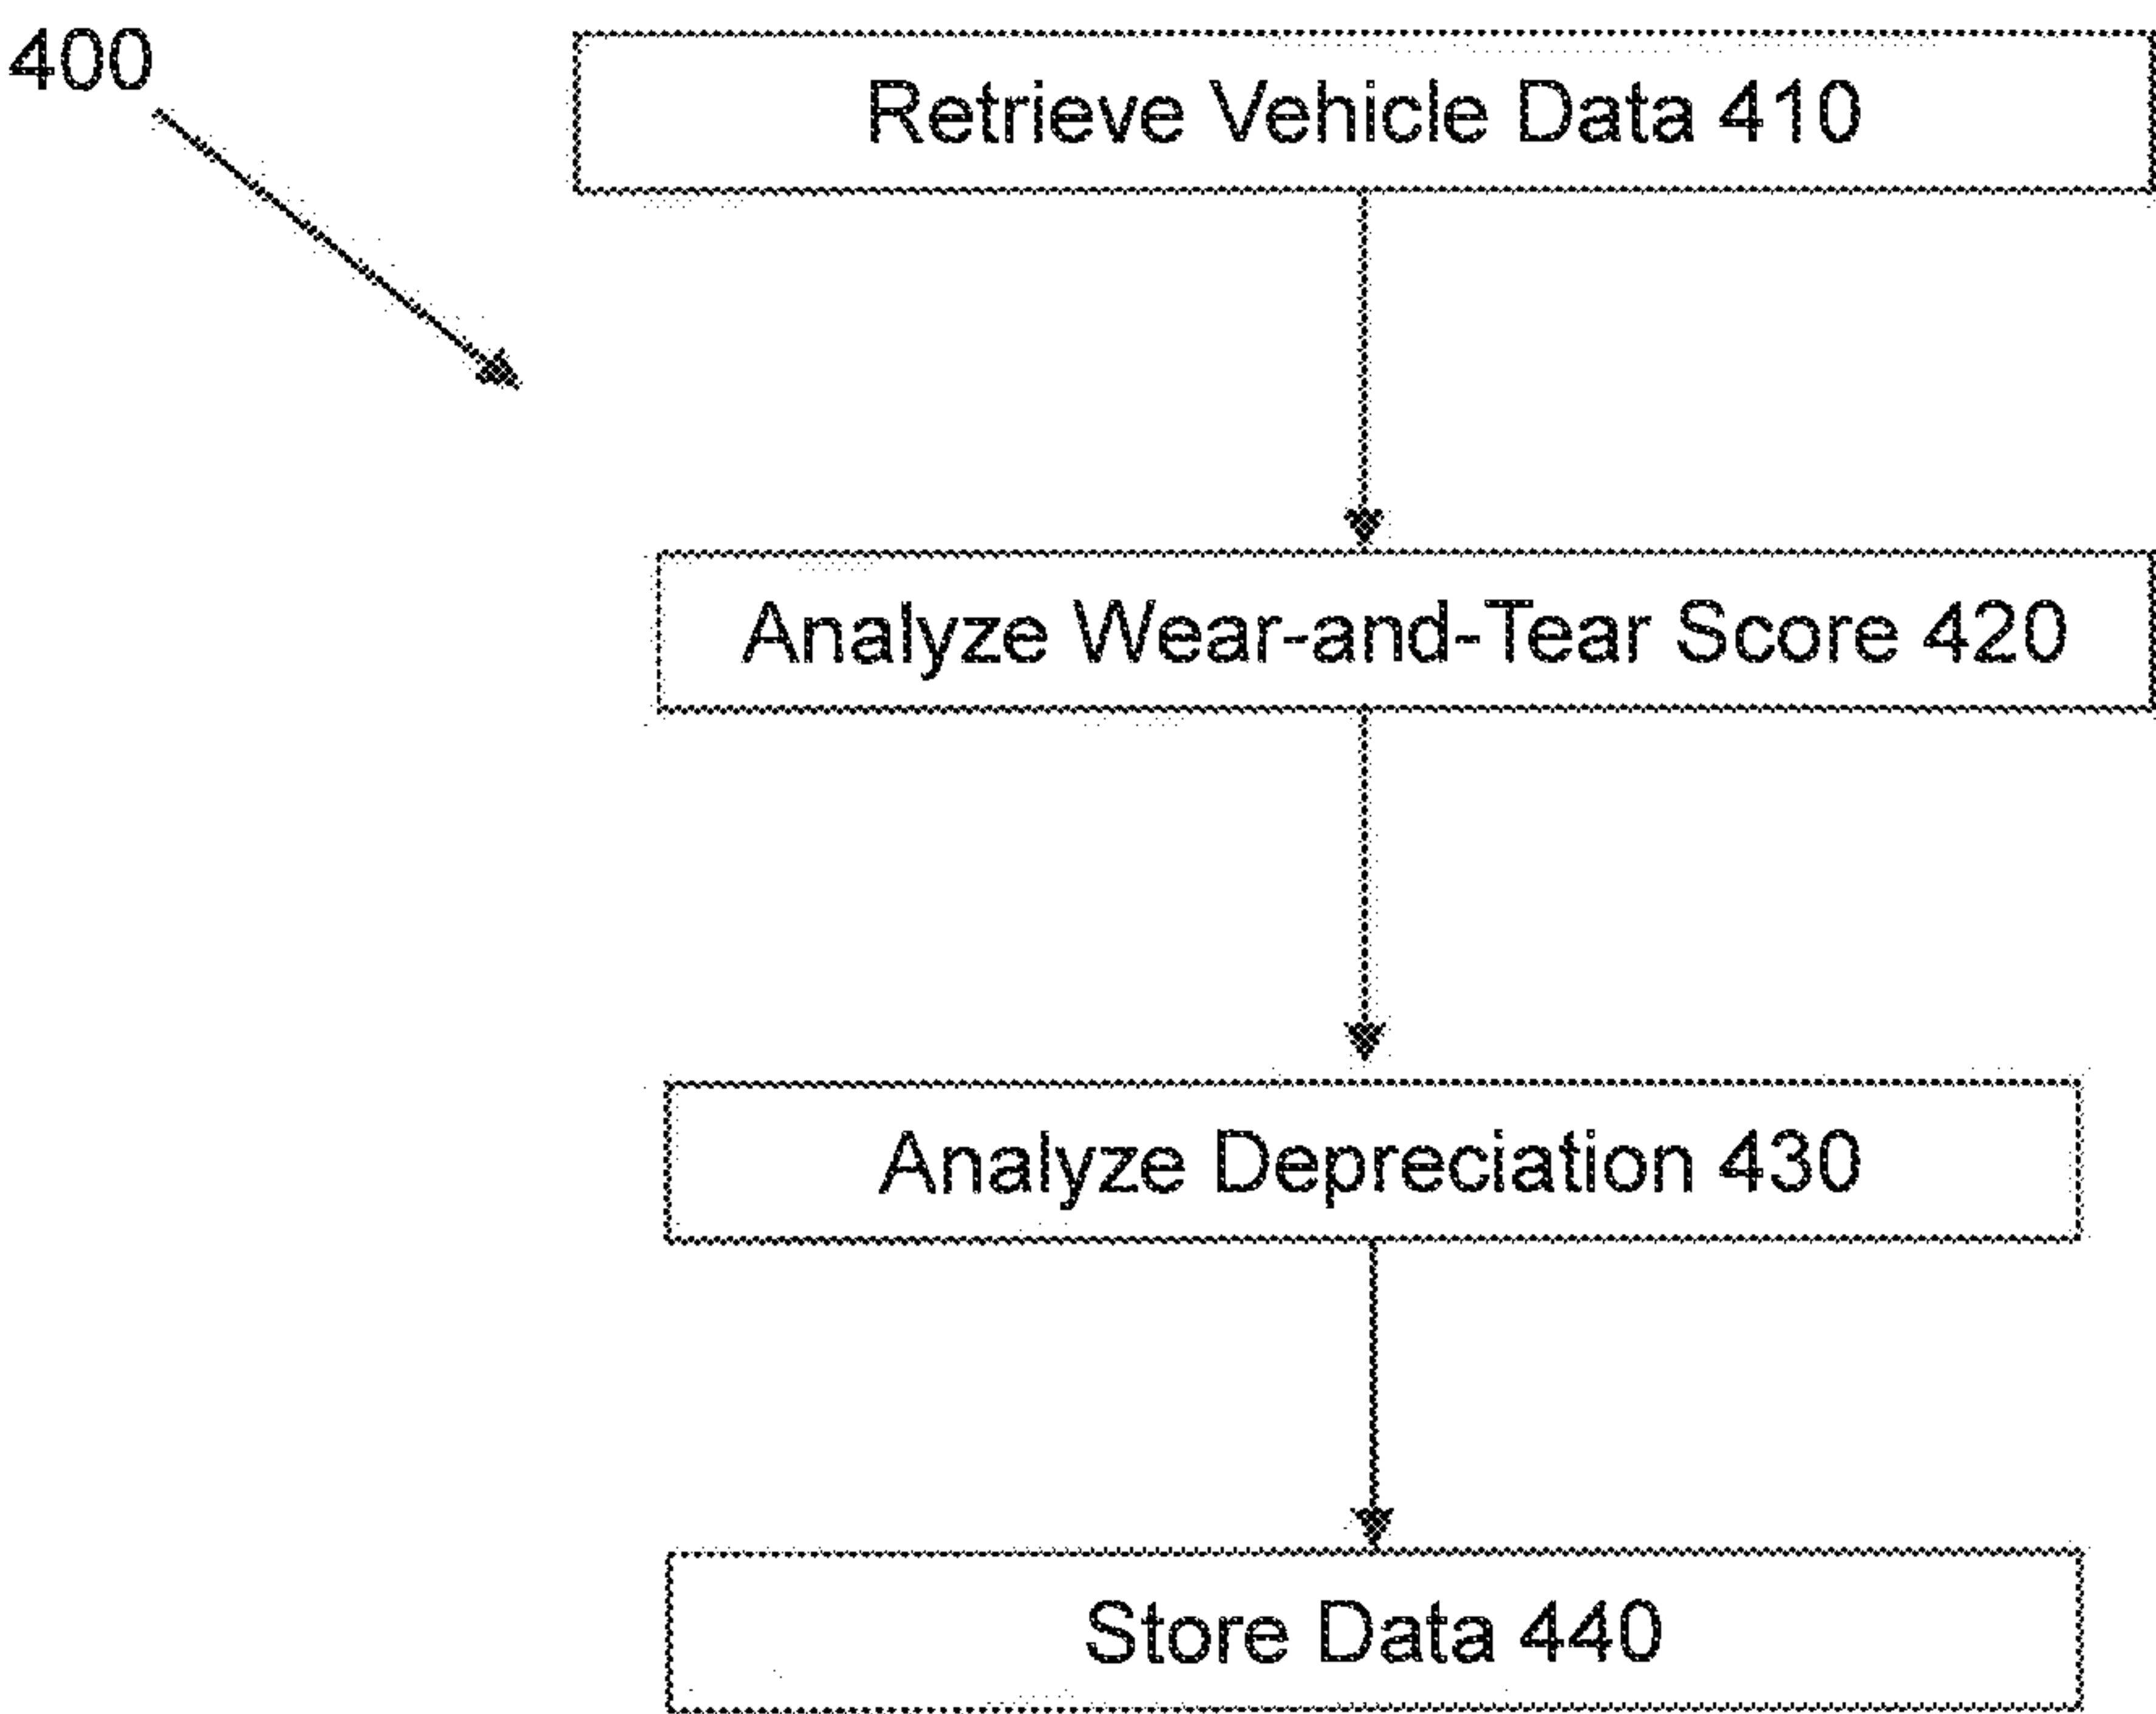 400
Retrieve Vehicle Data 410
Analyze Wear-and-Tear Score 420
Analyze Depreciation 430
Store Data 440